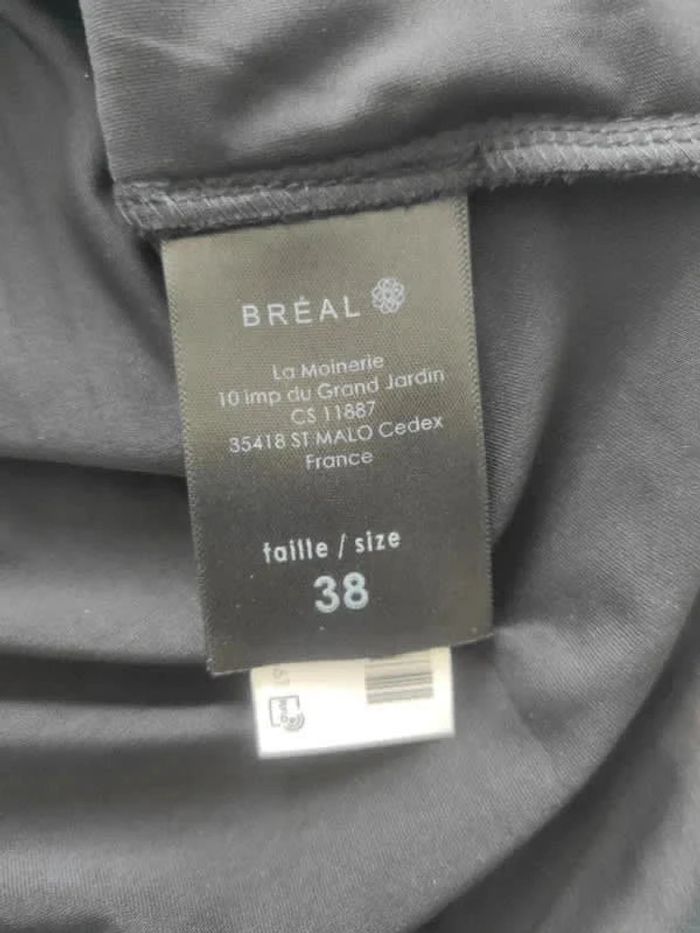 BRÉAL
La Moinerie
10 imp du Grand Jardin
CS 11887
35418 ST MALO Cedex
France
taille / size
38